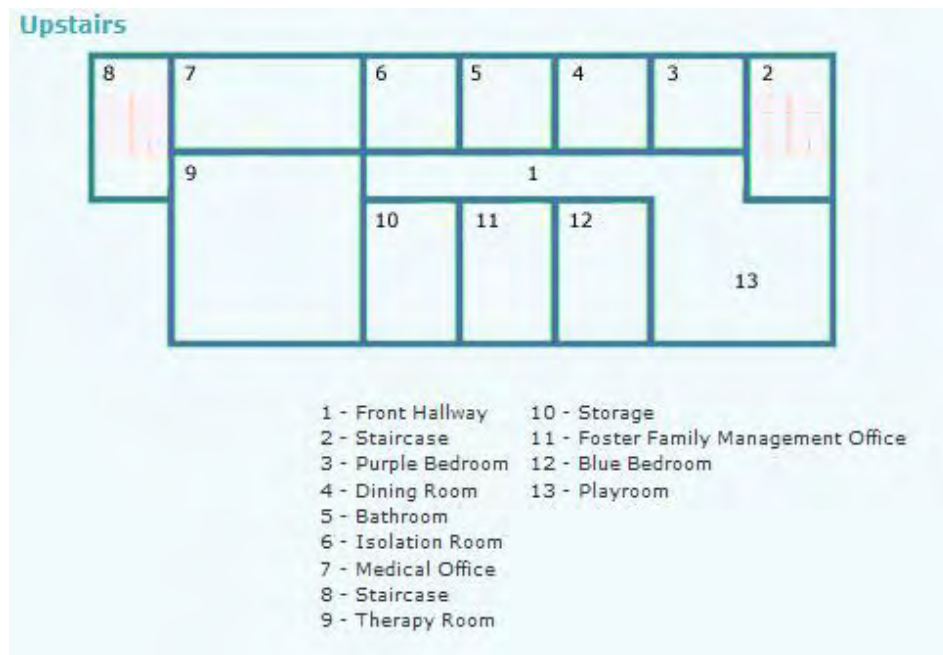 Upstairs
8 7 6 5 4 3 2
9 1
10 11 12
13
1 - Front Hallway 10 - Storage
2 - Staircase 11 - Foster Family Management Office
3 - Purple Bedroom 12 - Blue Bedroom
4 - Dining Room 13 - Playroom
5 - Bathroom
6 - Isolation Room
7 - Medical Office
8 - Staircase
9 - Therapy Room